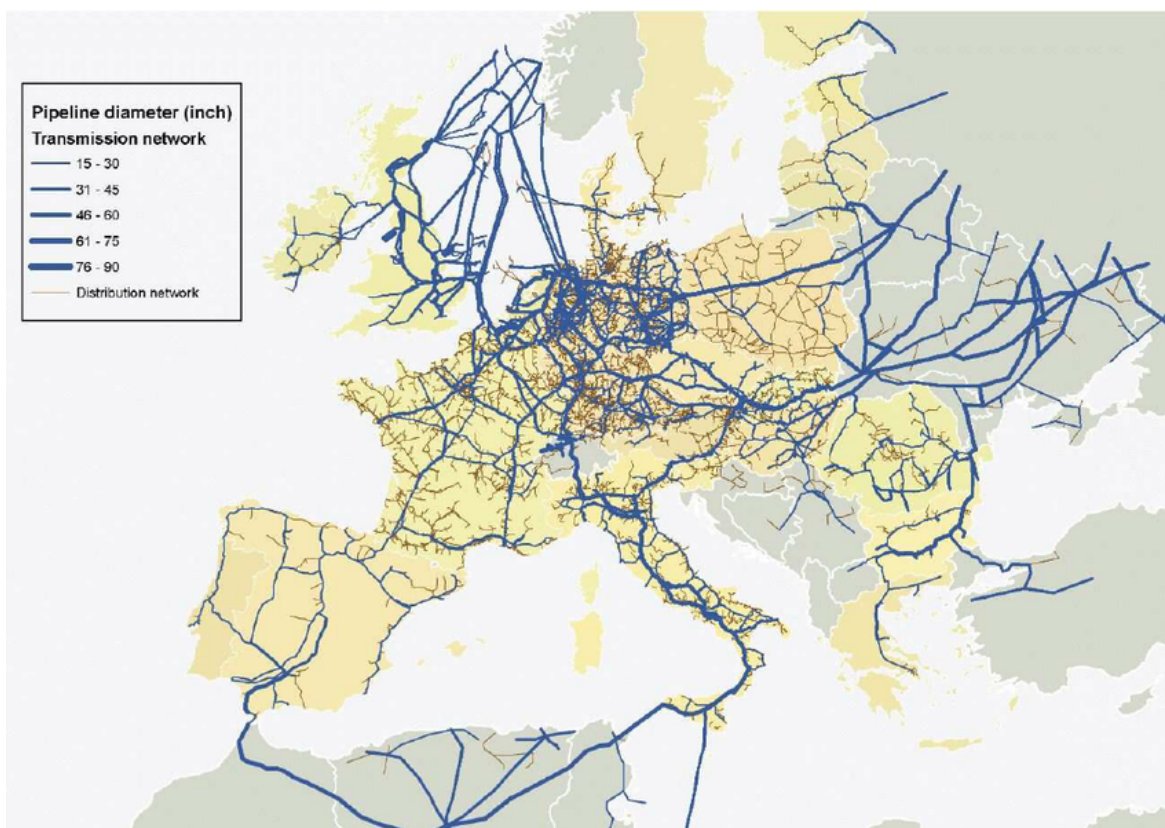 Pipeline diameter (inch)
Transmission network
15 - 30
31 - 45
46 - 60
61 - 75
76 - 90
Distribution network